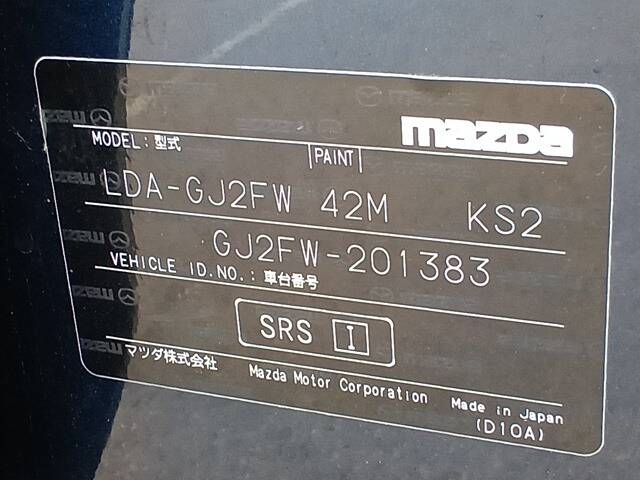 mazda
MODEL: 型式
PAINT
LDA-GJ2FW 42M KS2
GJ2FW-201383
VEHICLE ID.NO.: 車台番号
SRS I
マツダ株式会社 Mazda Motor Corporation Made in Japan
(D10A)